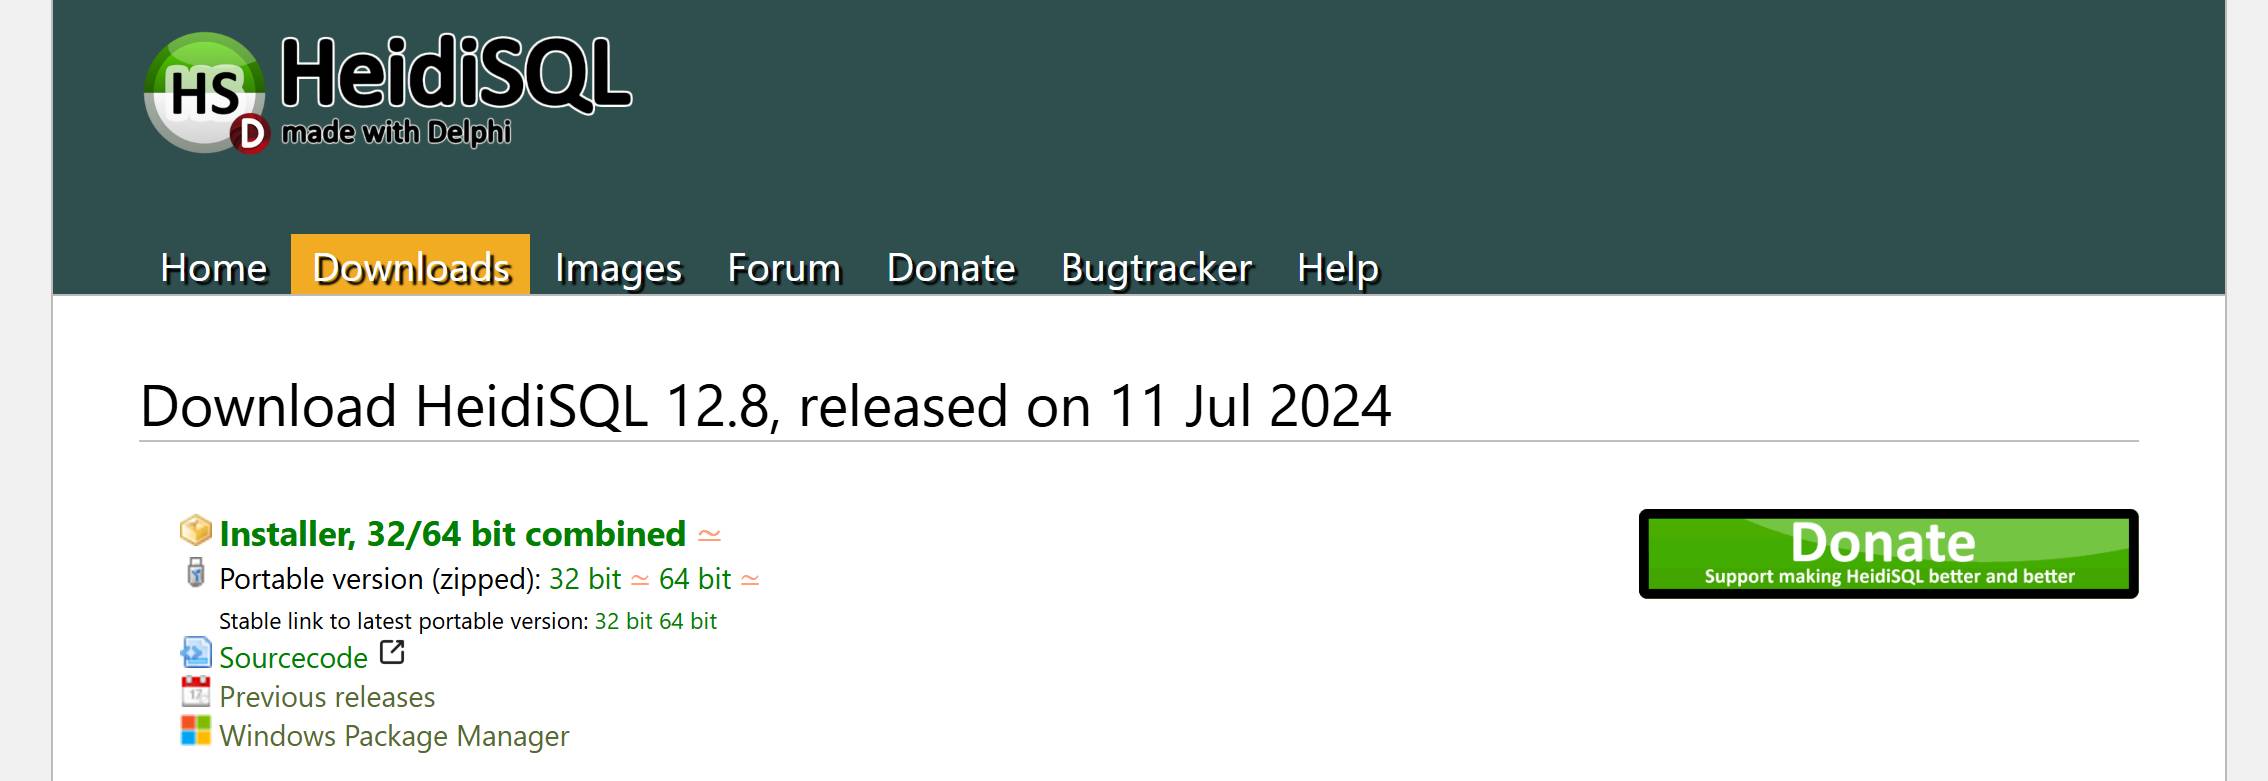 HS
D
HeidiSQL
made with Delphi
Home Downloads Images Forum Donate Bugtracker Help
Download HeidiSQL 12.8, released on 11 Jul 2024
Installer, 32/64 bit combined ≃
Portable version (zipped): 32 bit ≃ 64 bit ≃
Stable link to latest portable version: 32 bit 64 bit
Sourcecode
17
Previous releases
Windows Package Manager
Donate
Support making HeidiSQL better and better